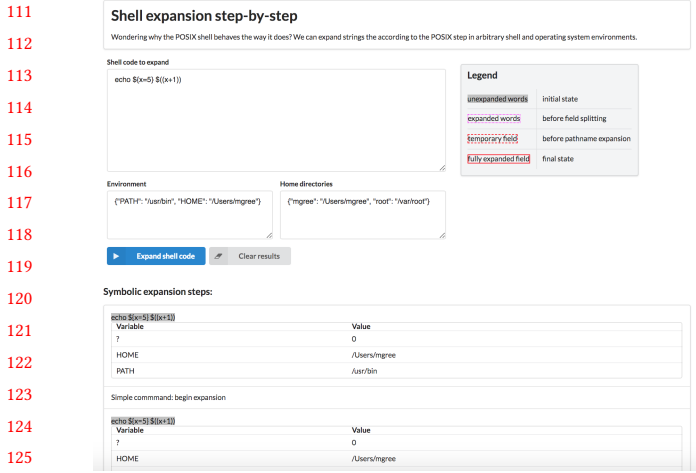 111
112
113
114
115
116
117
118
119
120
121
122
123
124
125
Shell expansion step-by-step
Wondering why the POSIX shell behaves the way it does? We can expand strings the according to the POSIX step in arbitrary shell and operating system environments.
Shell code to expand
echo ${x=5} $((x+1))
Legend
unexpanded words initial state
expanded words before field splitting
temporary field before pathname expansion
fully expanded field final state
Environment Home directories
{"PATH": "/usr/bin", "HOME": "/Users/mgree"} {"mgree": "/Users/mgree", "root": "/var/root"}
Expand shell code Clear results
Symbolic expansion steps:
echo ${x=5} $((x+1))
Variable Value
? 0
HOME /Users/mgree
PATH /usr/bin
Simple commmand: begin expansion
echo ${x=5} $((x+1))
Variable Value
? 0
HOME /Users/mgree